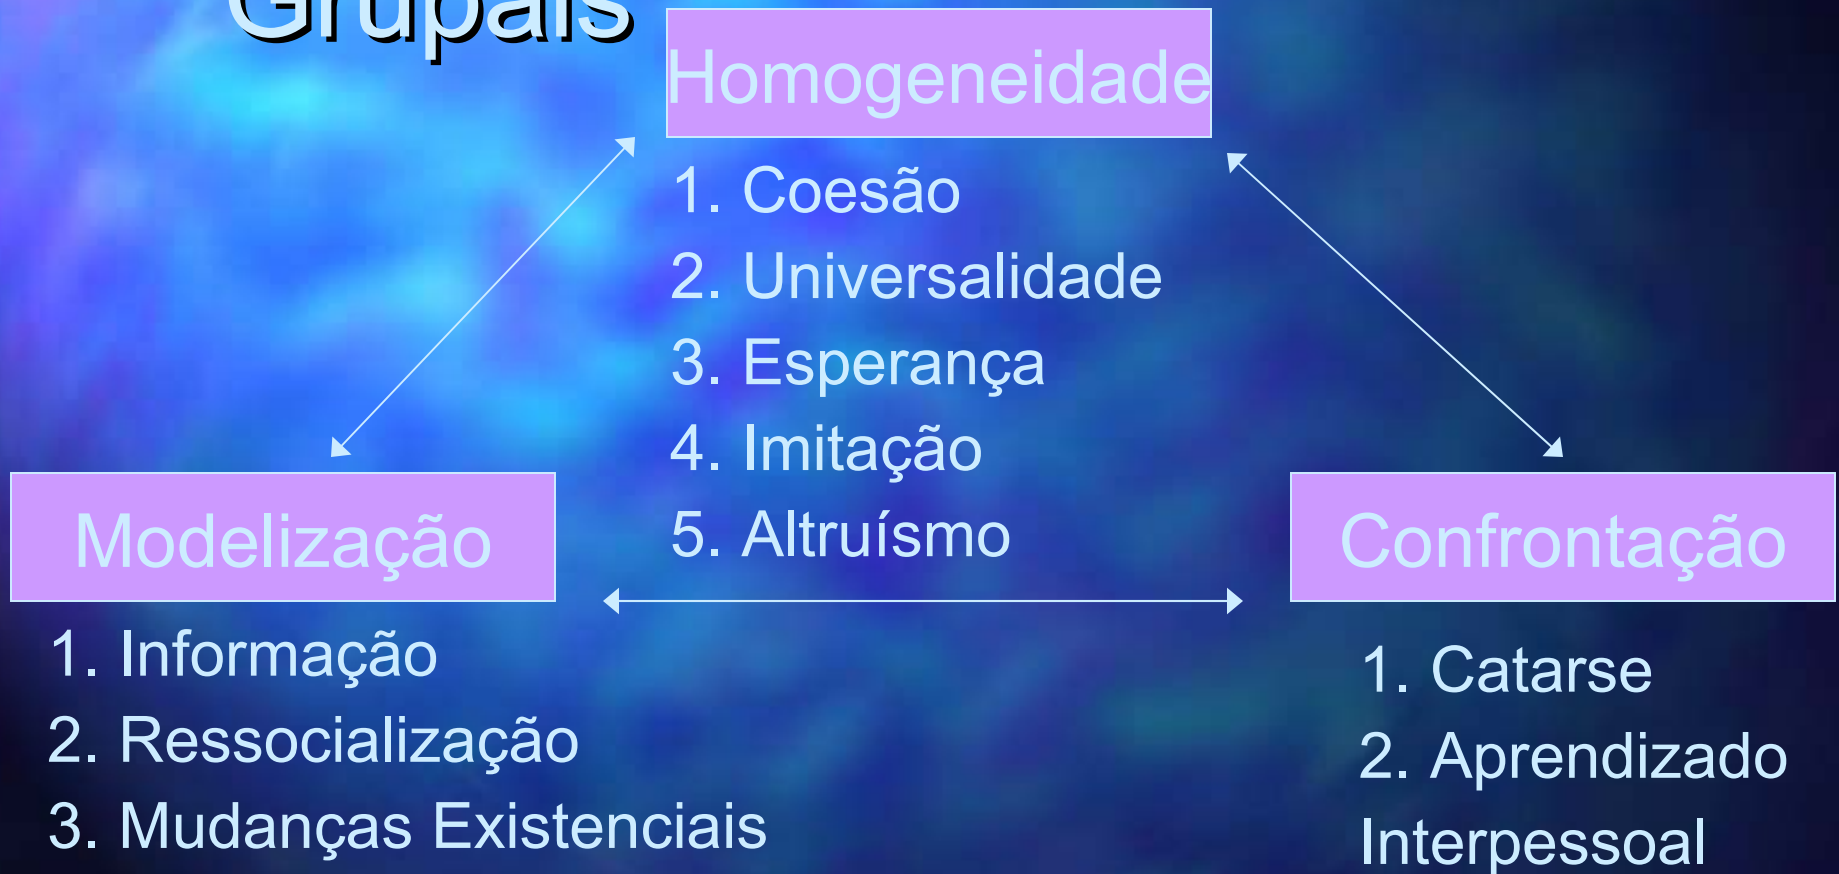 Grupais
Homogeneidade
1. Coesão
2. Universalidade
3. Esperança
4. Imitação
5. Altruísmo
Modelização
1. Informação
2. Ressocialização
3. Mudanças Existenciais
Confrontação
1. Catarse
2. Aprendizado
Interpessoal